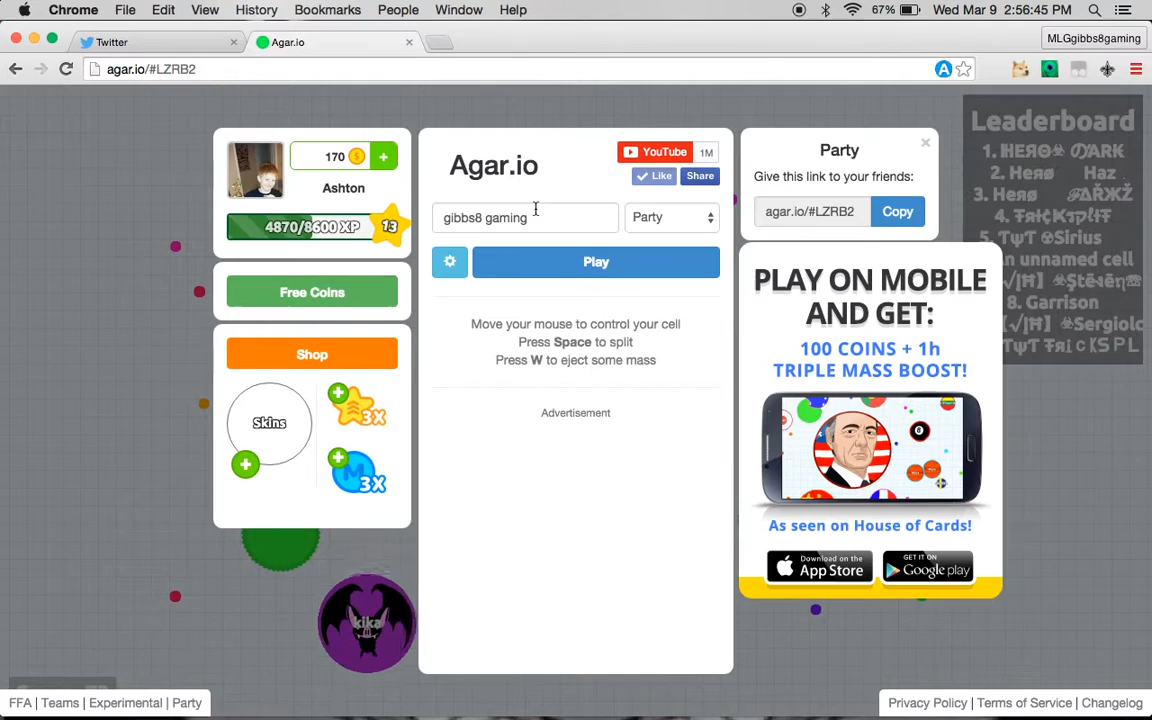 Chrome File Edit View History Bookmarks People Window Help 67% Wed Mar 9 2:56:45 PM
Twitter Agar.io MLGgibbs8gaming
agar.io/#LZRB2
170
Ashton
4870/8600 XP 13
Free Coins
Shop
Skins
3X
M 3X
Agar.io
YouTube 1M
Like Share
gibbs8 gaming Party
Play
Move your mouse to control your cell
Press Space to split
Press W to eject some mass
Advertisement
Party
Give this link to your friends:
agar.io/#LZRB2 Copy
PLAY ON MOBILE
AND GET:
100 COINS + 1h
TRIPLE MASS BOOST!
8
As seen on House of Cards!
Download on the
App Store
GET IT ON
Google play
Leaderboard
1.
2. Haz
3.
4.
5. Sirius
n unnamed cell
8. Garrison
kika
FFA | Teams | Experimental | Party
Privacy Policy | Terms of Service | Changelog